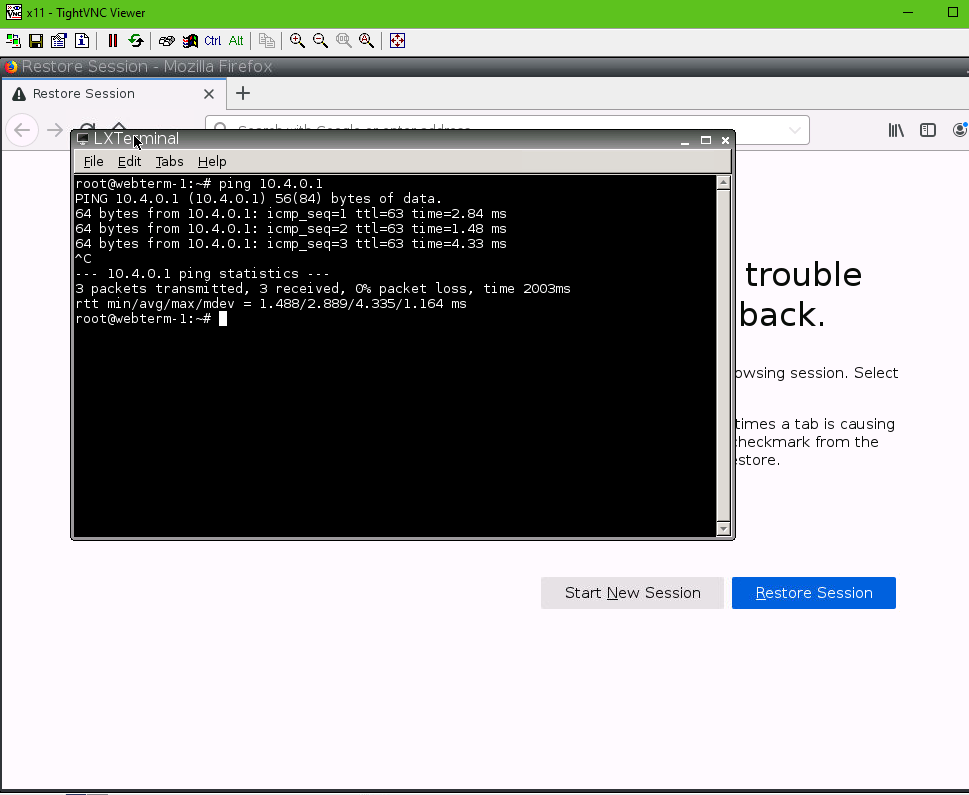 x11 - TightVNC Viewer
Ctrl Alt
Restore Session - Mozilla Firefox
Restore Session
Search with Google or enter address
LXTerminal
File Edit Tabs Help
root@webterm-1:~# ping 10.4.0.1
PING 10.4.0.1 (10.4.0.1) 56(84) bytes of data.
64 bytes from 10.4.0.1: icmp_seq=1 ttl=63 time=2.84 ms
64 bytes from 10.4.0.1: icmp_seq=2 ttl=63 time=1.48 ms
64 bytes from 10.4.0.1: icmp_seq=3 ttl=63 time=4.33 ms
^C
--- 10.4.0.1 ping statistics ---
3 packets transmitted, 3 received, 0% packet loss, time 2003ms
rtt min/avg/max/mdev = 1.488/2.889/4.335/1.164 ms
root@webterm-1:~#
trouble
back.
owsing session. Select
times a tab is causing
checkmark from the
estore.
Start New Session
Restore Session